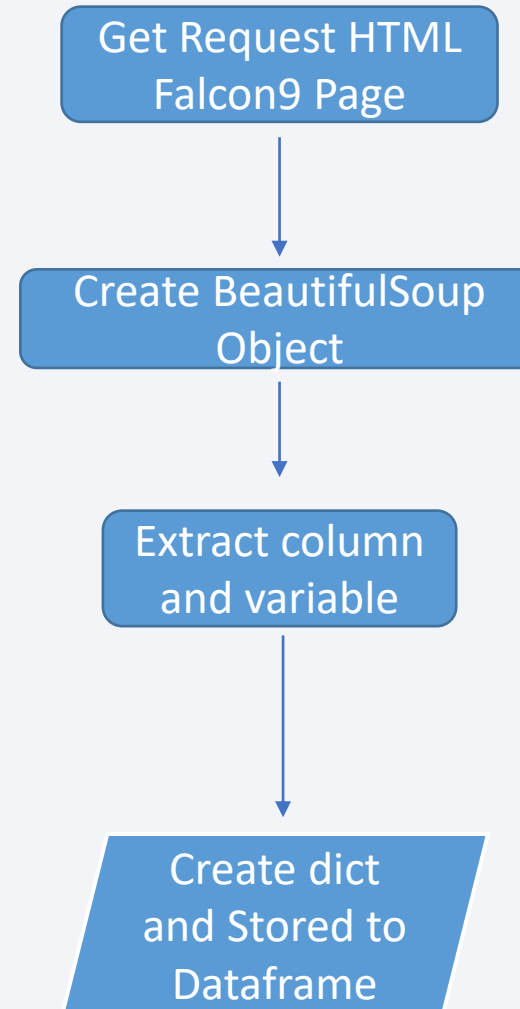 Get Request HTML
Falcon9 Page
Create BeautifulSoup
Object
Extract column
and variable
Create dict
and Stored to
Dataframe